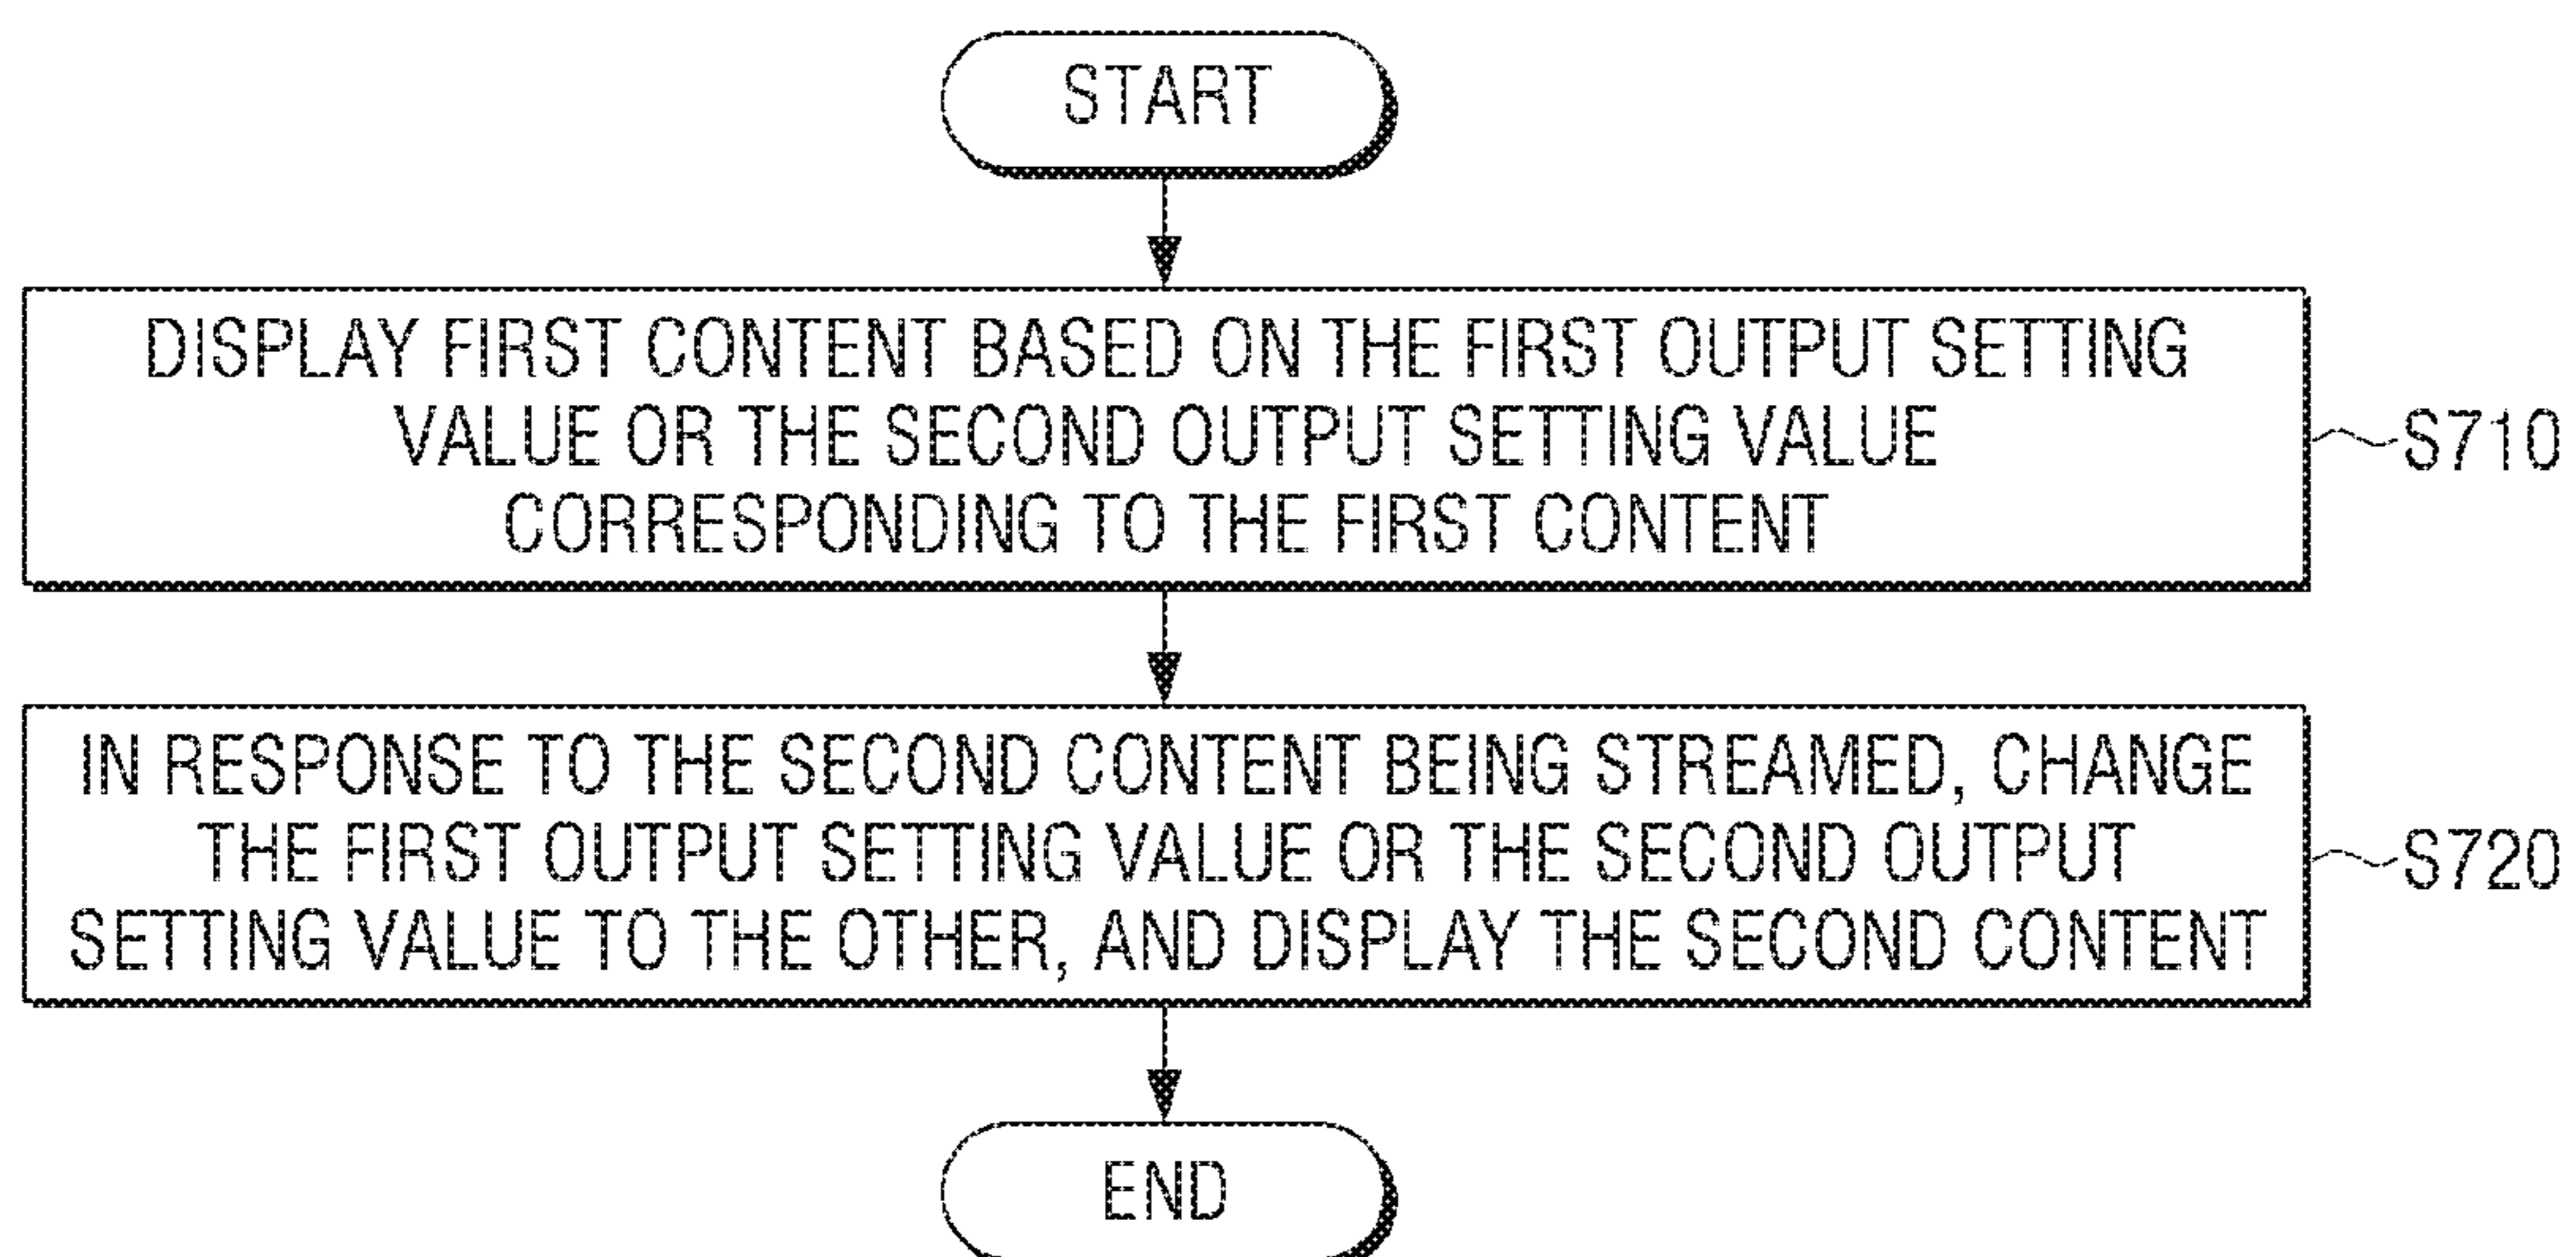 START
DISPLAY FIRST CONTENT BASED ON THE FIRST OUTPUT SETTING
VALUE OR THE SECOND OUTPUT SETTING VALUE
CORRESPONDING TO THE FIRST CONTENT
S710
IN RESPONSE TO THE SECOND CONTENT BEING STREAMED, CHANGE
THE FIRST OUTPUT SETTING VALUE OR THE SECOND OUTPUT
SETTING VALUE TO THE OTHER, AND DISPLAY THE SECOND CONTENT
S720
END